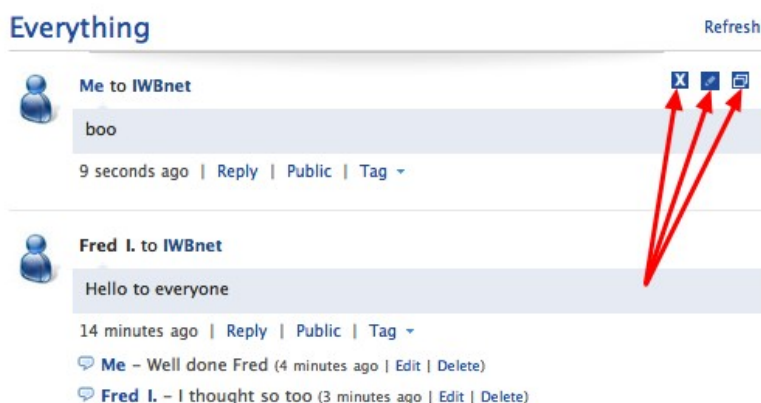 Everything
Refresh
Me to IWBnet
X
boo
9 seconds ago | Reply | Public | Tag
Fred I. to IWBnet
Hello to everyone
14 minutes ago | Reply | Public | Tag
Me – Well done Fred (4 minutes ago | Edit | Delete)
Fred I. – I thought so too (3 minutes ago | Edit | Delete)